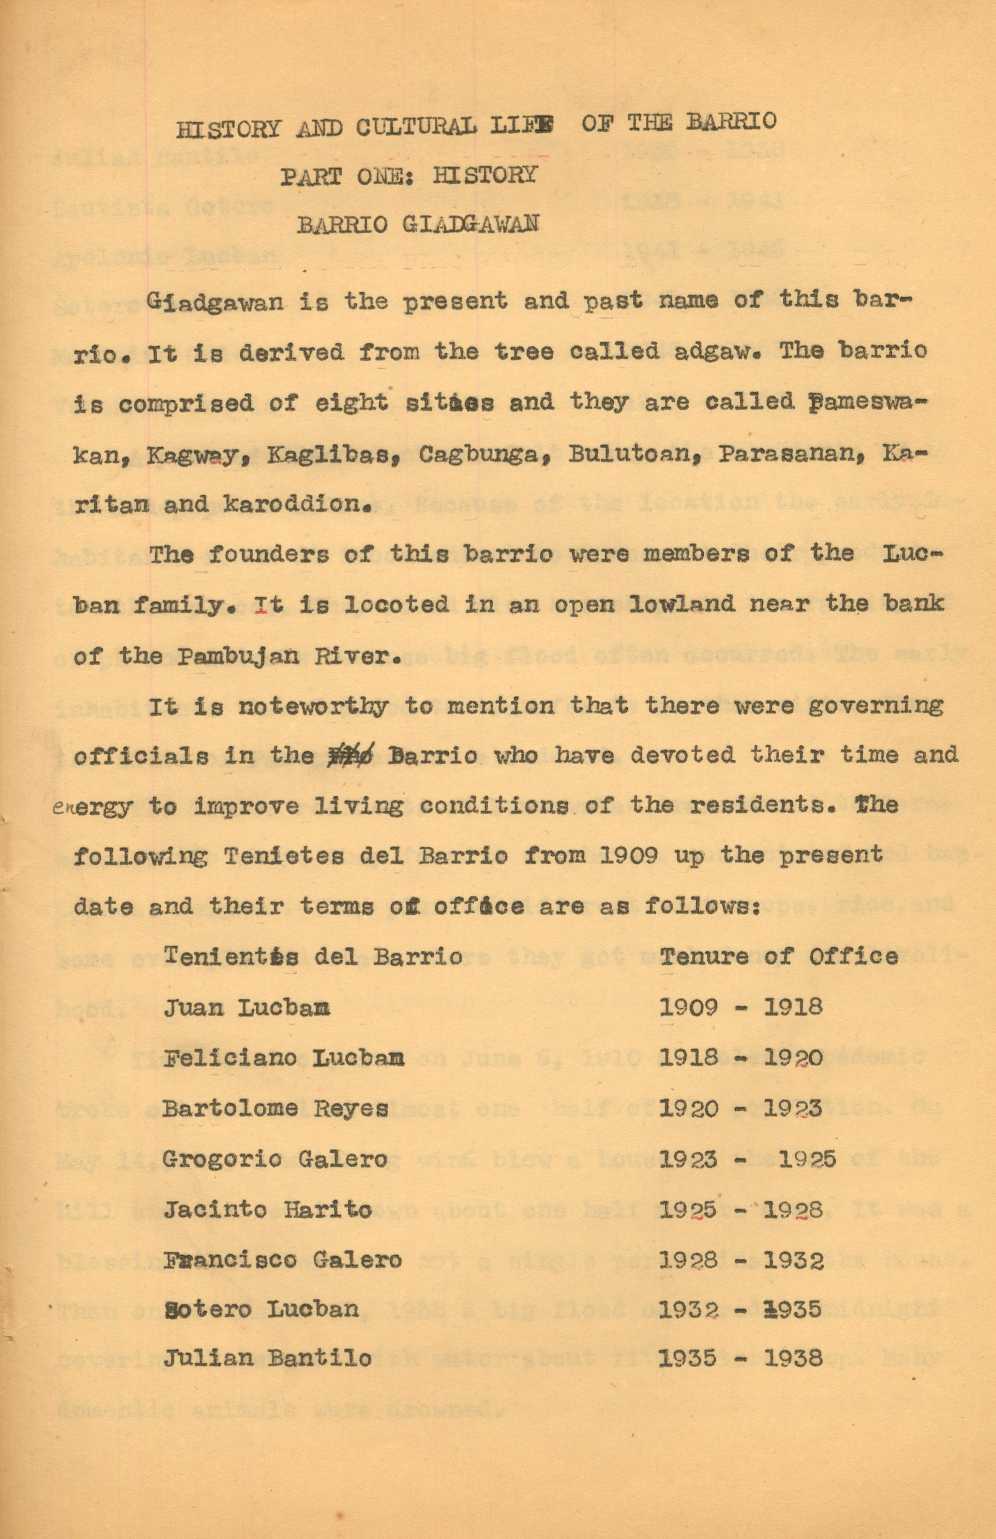 HISTORY AND CULTURAL LIFE OF THE BARRIO
PART ONE: HISTORY
BARRIO GIADGAWAN
Giadgawan is the present and past name of this bar-
rio. It is derived from the tree called adgaw. The barrio
is comprised of eight sities and they are called Pameswa-
kan, Kagway, Kaglibas, Cagbunga, Bulutoan, Parasanan, Ka-
ritan and karoddion.
The founders of this barrio were members of the Luc-
ban family. It is locoted in an open lowland near the bank
of the Pambujan River.
It is noteworthy to mention that there were governing
officials in the Barrio who have devoted their time and
energy to improve living conditions of the residents. The
following Tenietes del Barrio from 1909 up the present
date and their terms of office are as follows:
Tenientes del Barrio Tenure of Office
Juan Lucban 1909 - 1918
Feliciano Lucban 1918 - 1920
Bartolome Reyes 1920 - 1923
Grogorio Galero 1923 - 1925
Jacinto Harito 1925 - 1928
Francisco Galero 1928 - 1932
Sotero Lucban 1932 - 1935
Julian Bantilo 1935 - 1938